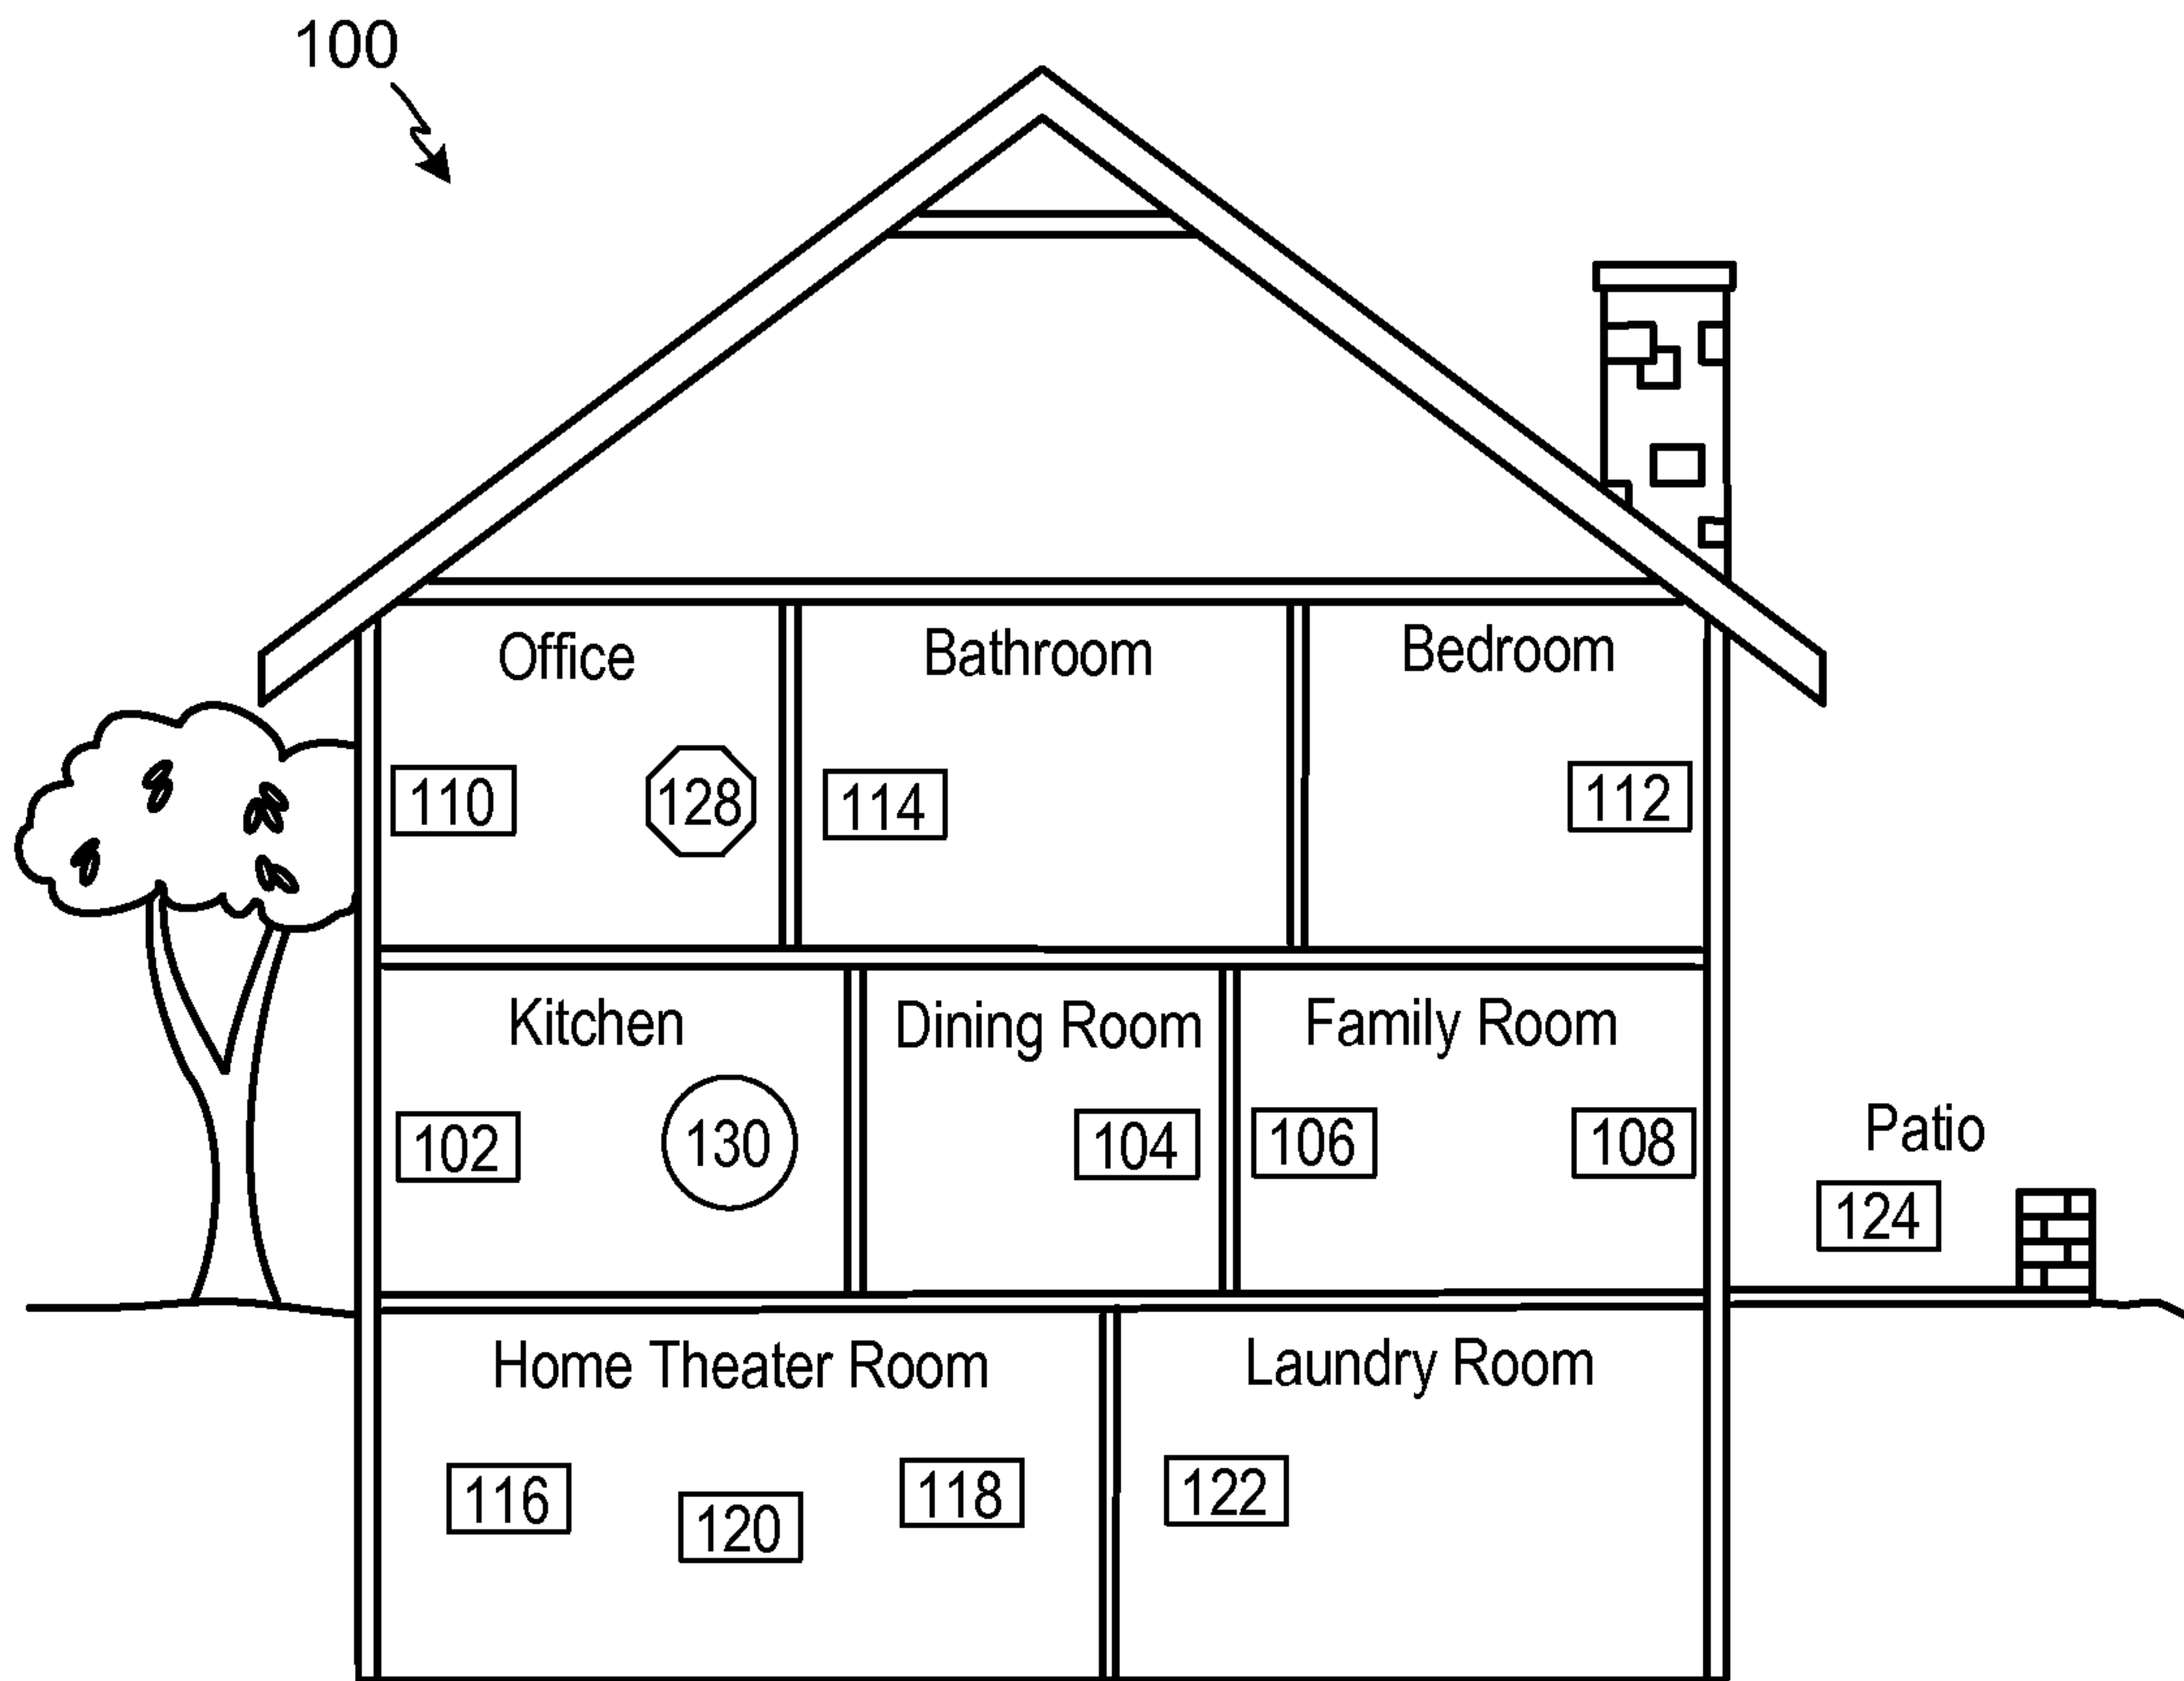 100
Office
Bathroom
Bedroom
110
128
114
112
Kitchen
Dining Room
Family Room
102
130
104
106
108
Patio
124
Home Theater Room
Laundry Room
116
120
118
122